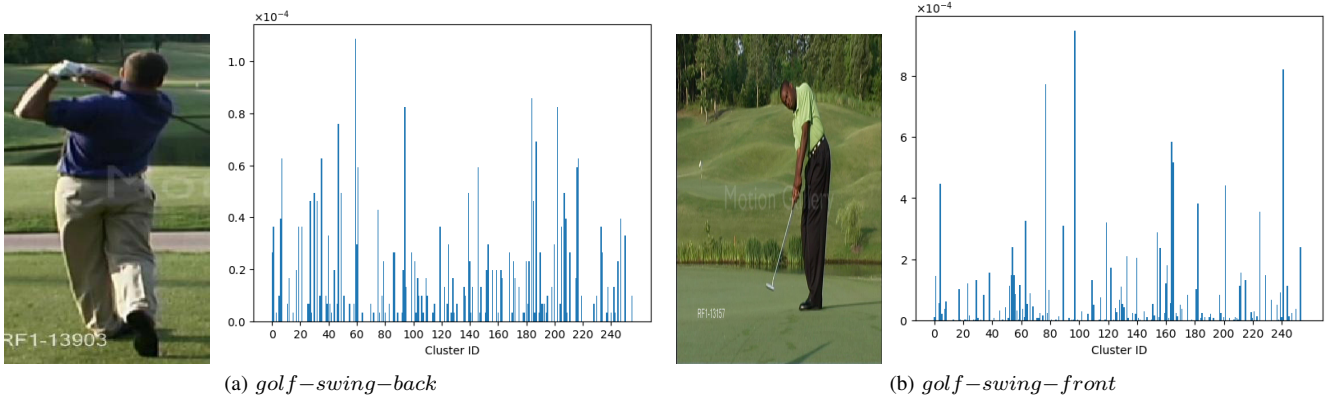 ×10⁻⁴
1.0
0.8
0.6
0.4
0.2
0.0
0 20 40 60 80 100 120 140 160 180 200 220 240
Cluster ID
RF1-13903
(a) golf−swing−back
×10⁻⁴
8
6
4
2
0
0 20 40 60 80 100 120 140 160 180 200 220 240
Cluster ID
Motion
RF1-13157
(b) golf−swing−front